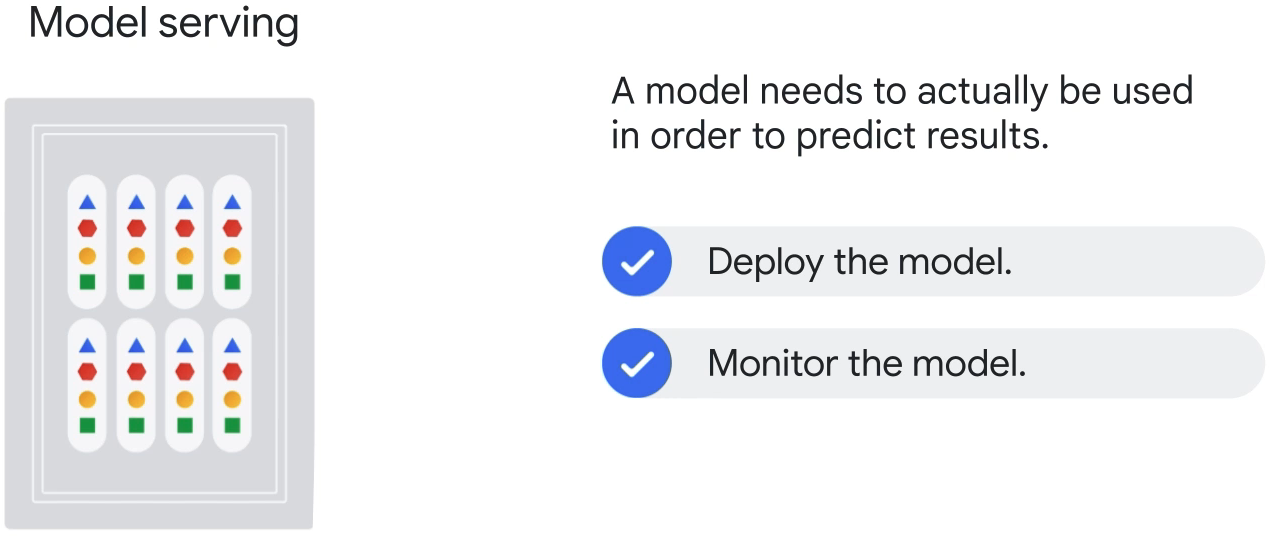 Model serving
A model needs to actually be used
in order to predict results.
Deploy the model.
Monitor the model.